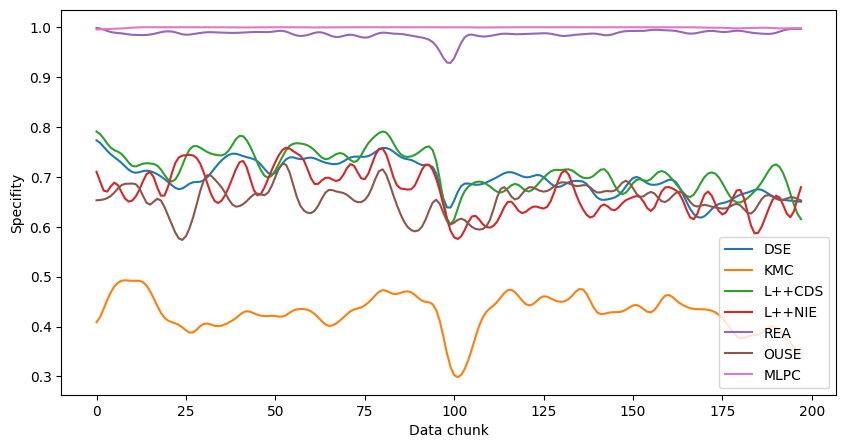 1.0
0.9
0.8
0.7
0.6
0.5
0.4
0.3
Specifity
0
25
50
75
100
125
150
175
200
Data chunk
DSE
KMC
L++CDS
L++NIE
REA
OUSE
MLPC